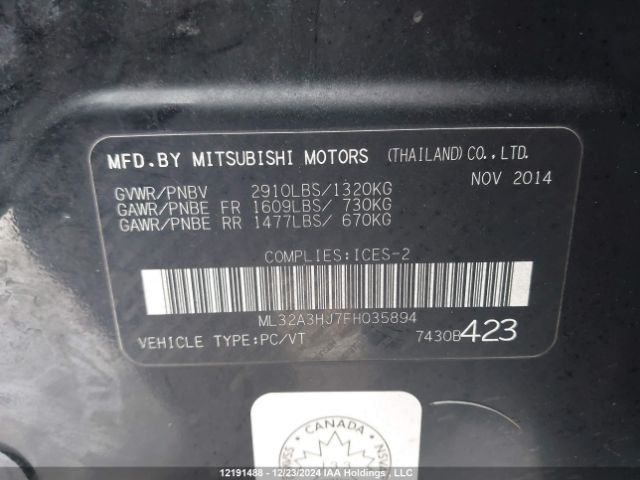 MFD.BY MITSUBISHI MOTORS (THAILAND)CO.,LTD.
NOV 2014
GVWR/PNBV 2910LBS/1320KG
GAWR/PNBE FR 1609LBS/ 730KG
GAWR/PNBE RR 1477LBS/ 670KG
COMPLIES:ICES-2
ML32A3HJ7FH035894
VEHICLE TYPE:PC/VT 7430B 423
CANADA
12191488 - 12/23/2024 IAA Holdings, LLC